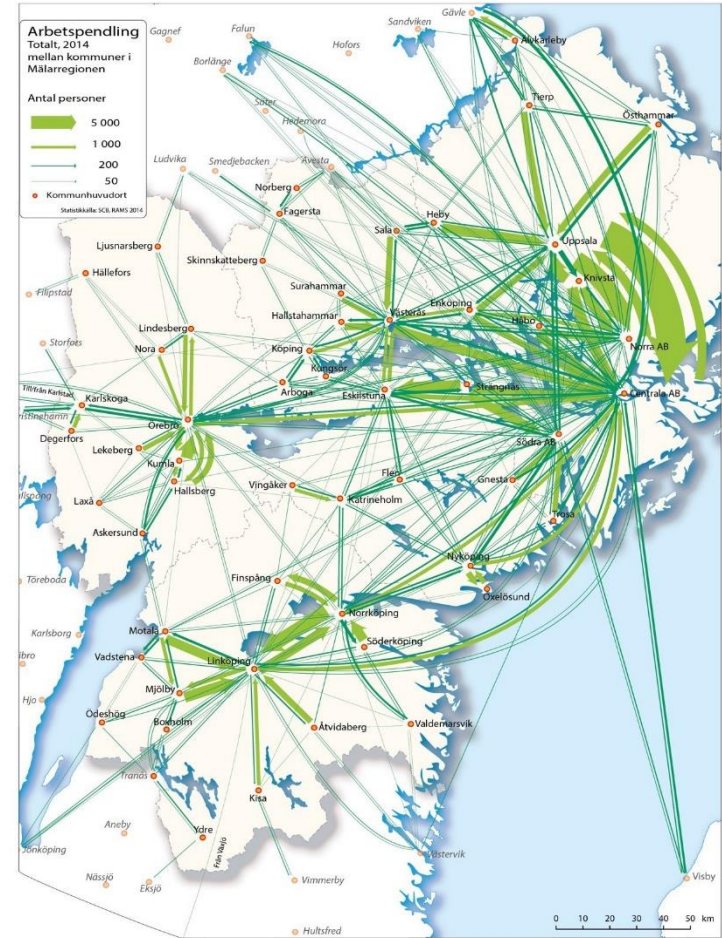 Arbetspendling
Totalt, 2014
mellan kommuner i
Mälarregionen
Antal personer
5 000
1 000
200
50
Kommunhuvudort
Statistikkälla: SCB, RAMS 2014
Gagnef
Falun
Hofors
Sandviken
Gävle
Älvkarleby
Borlänge
Säter
Hedemora
Tierp
Östhammar
Ludvika
Smedjebacken
Avesta
Norberg
Fagersta
Sala
Heby
Uppsala
Ljusnarsberg
Skinnskatteberg
Hällefors
Knivsta
Filipstad
Surahammar
Enköping
Håbo
Hallstahammar
Västerås
Lindesberg
Norra AB
Storfors
Nora
Köping
Kungsör
Arboga
Eskilstuna
Strängnäs
Centrala AB
Till/från Karlstad
Karlskoga
Örebro
Degerfors
Södra AB
Lekeberg
Kumla
Hallsberg
Vingåker
Flen
Gnesta
Laxå
Katrineholm
Trosa
Askersund
Nyköping
Oxelösund
Töreboda
Finspång
Norrköping
Karlsborg
Motala
Söderköping
Vadstena
Linköping
Hjo
Mjölby
Ödeshög
Boxholm
Åtvidaberg
Valdemarsvik
Tranås
Kisa
Aneby
Ydre
Från Växjö
Jönköping
Västervik
Nässjö
Eksjö
Vimmerby
Visby
Hultsfred
0 10 20 30 40 50 km